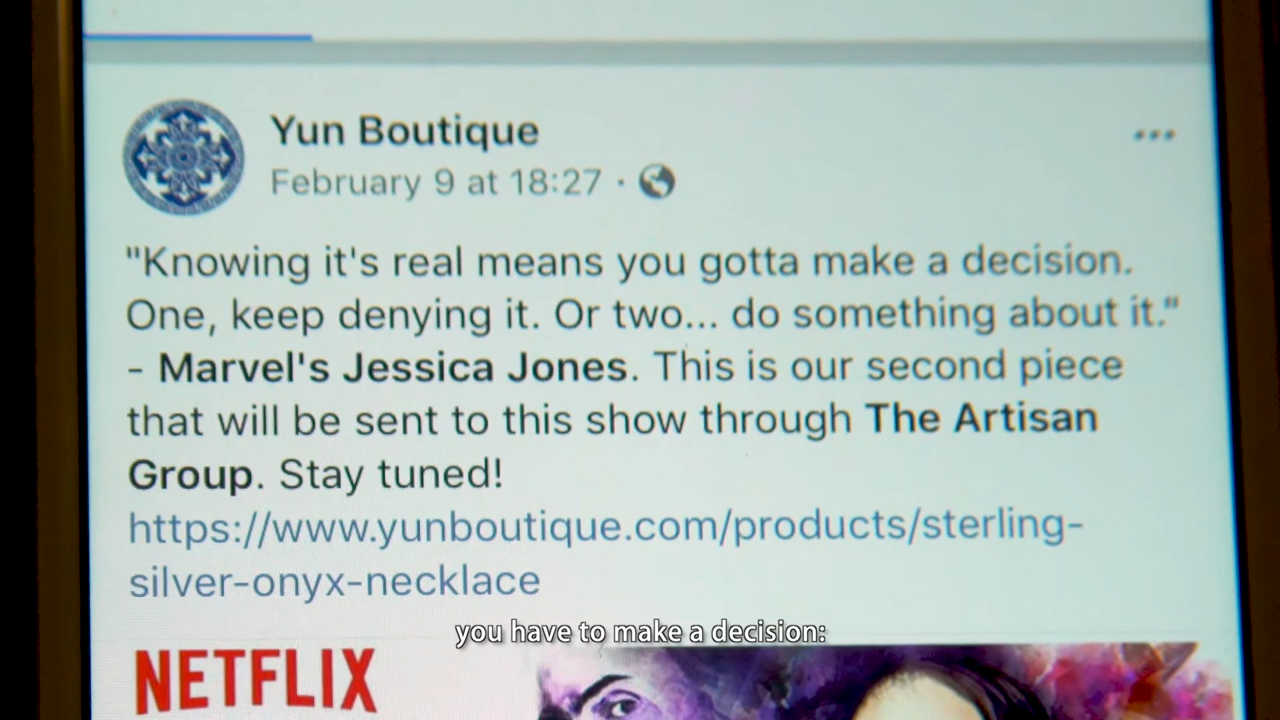 Yun Boutique
February 9 at 18:27 ·
"Knowing it's real means you gotta make a decision.
One, keep denying it. Or two... do something about it."
- Marvel's Jessica Jones. This is our second piece
that will be sent to this show through The Artisan
Group. Stay tuned!
https://www.yunboutique.com/products/sterling-
silver-onyx-necklace
you have to make a decision:
NETFLIX